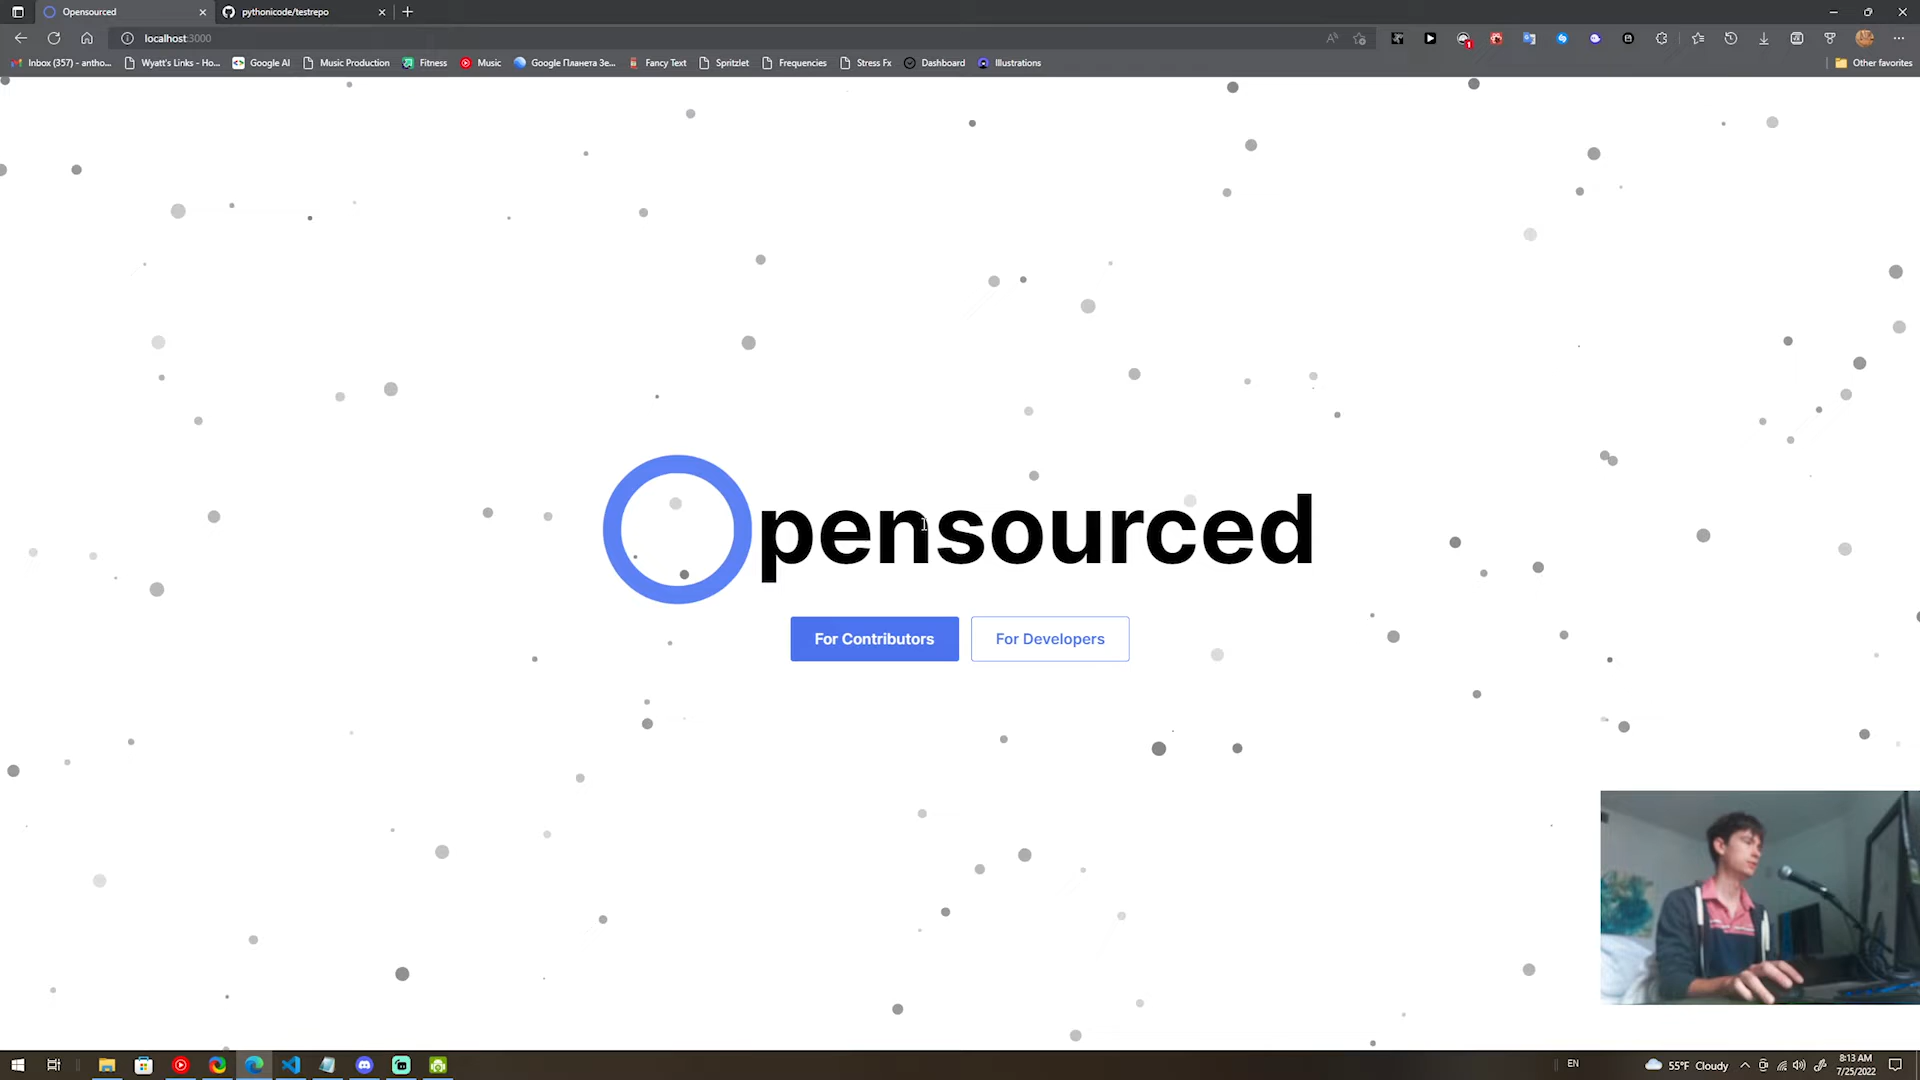 Opensourced
pythonicode/testrepo
localhost:3000
Inbox (357) - antho...
Wyatt's Links - Ho...
Google AI
Music Production
Fitness
Music
Google Планета Зе...
Fancy Text
Spritzlet
Frequencies
Stress Fx
Dashboard
Illustrations
Other favorites
Opensourced
For Contributors
For Developers
EN
55°F Cloudy
8:13 AM
7/25/2022